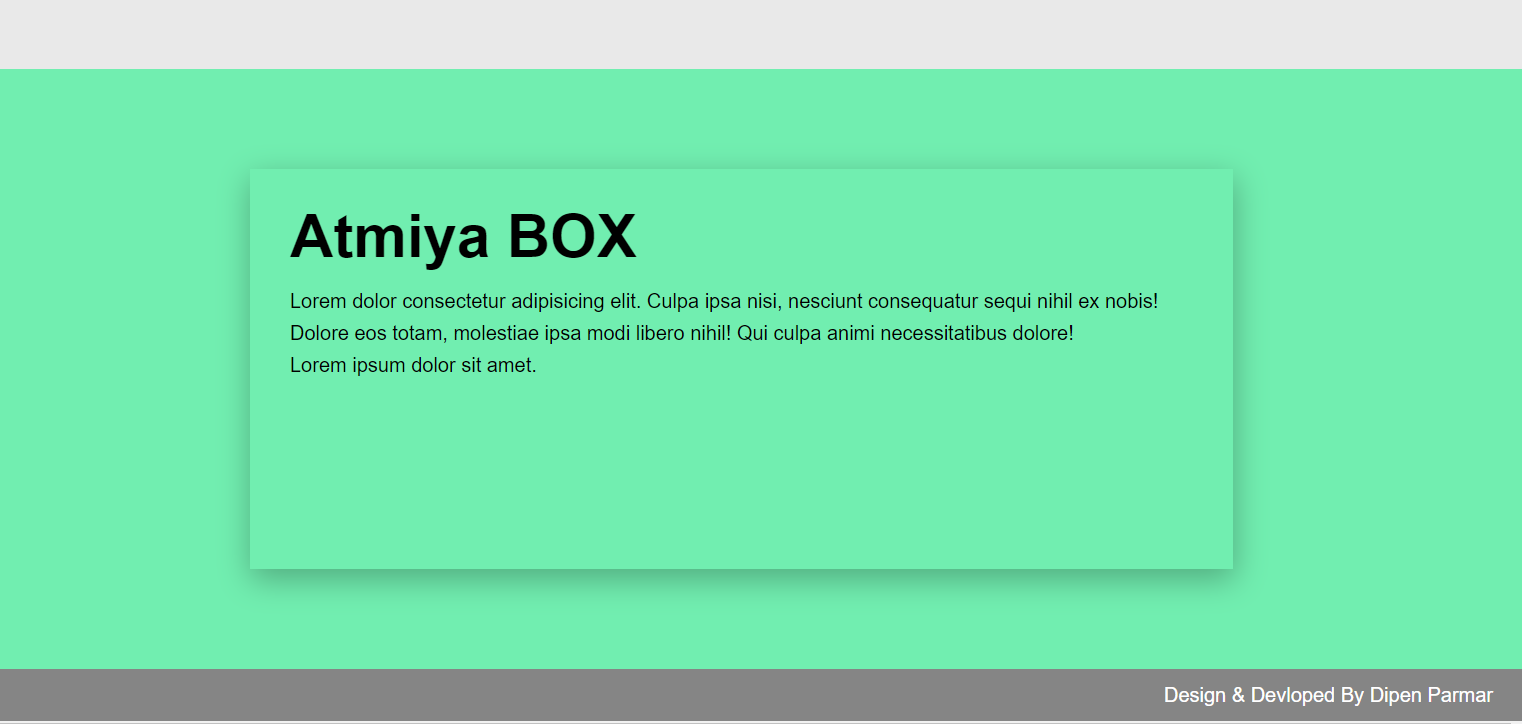 Atmiya BOX
Lorem dolor consectetur adipisicing elit. Culpa ipsa nisi, nesciunt consequatur sequi nihil ex nobis!
Dolore eos totam, molestiae ipsa modi libero nihil! Qui culpa animi necessitatibus dolore!
Lorem ipsum dolor sit amet.
Design & Devloped By Dipen Parmar